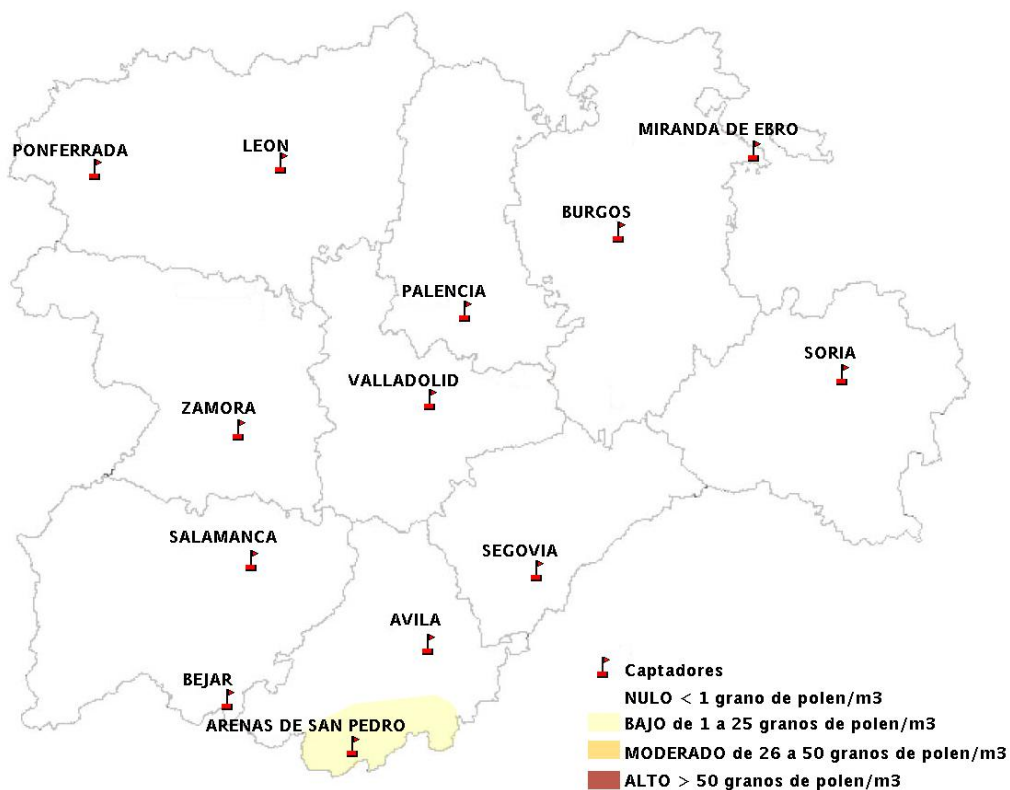 MIRANDA DE EBRO
PONFERRADA
LEON
BURGOS
PALENCIA
SORIA
VALLADOLID
ZAMORA
SALAMANCA
SEGOVIA
AVILA
BEJAR
ARENAS DE SAN PEDRO
Captadores
NULO < 1 grano de polen/m3
BAJO de 1 a 25 granos de polen/m3
MODERADO de 26 a 50 granos de polen/m3
ALTO > 50 granos de polen/m3